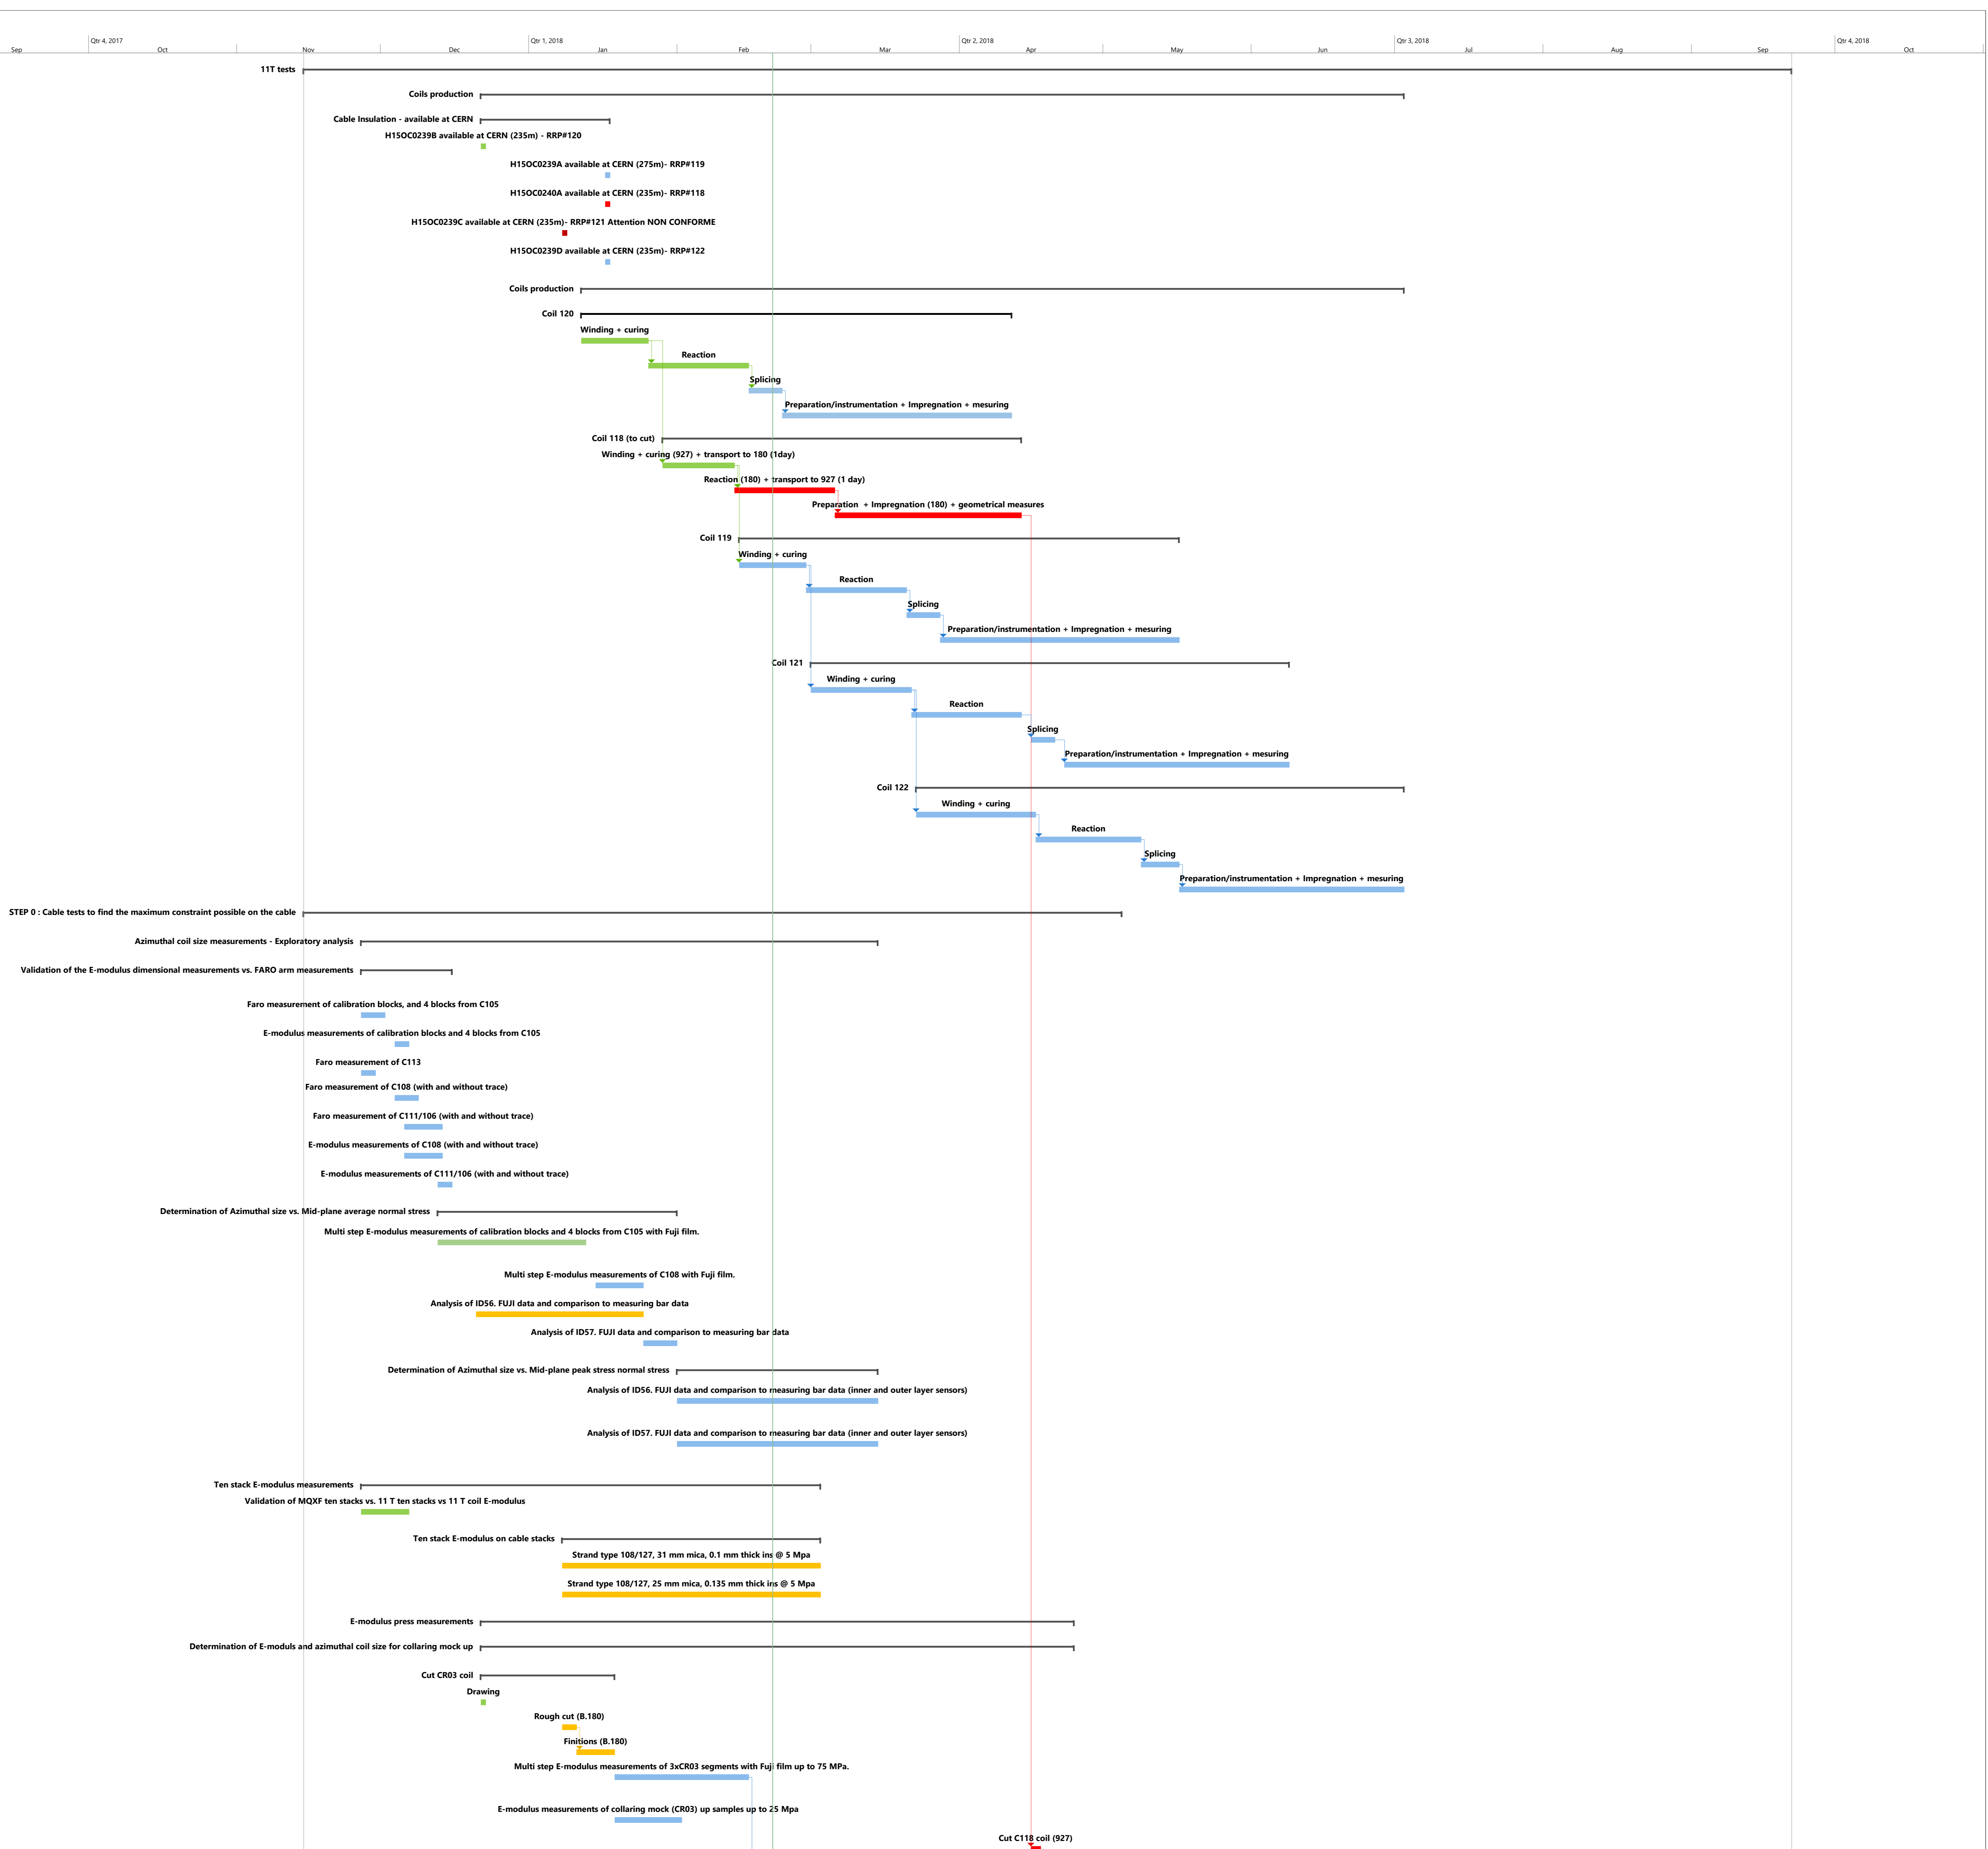 Qtr 4, 2017 Qtr 1, 2018 Qtr 2, 2018 Qtr 3, 2018 Qtr 4, 2018
Sep Oct Nov Dec Jan Feb Mar Apr May Jun Jul Aug Sep Oct
11T tests
Coils production
Cable Insulation - available at CERN
H15OC0239B available at CERN (235m) - RRP#120
H15OC0239A available at CERN (275m)- RRP#119
H15OC0240A available at CERN (235m)- RRP#118
H15OC0239C available at CERN (235m)- RRP#121 Attention NON CONFORME
H15OC0239D available at CERN (235m)- RRP#122
Coils production
Coil 120
Winding + curing
Reaction
Splicing
Preparation/instrumentation + Impregnation + mesuring
Coil 118 (to cut)
Winding + curing (927) + transport to 180 (1day)
Reaction (180) + transport to 927 (1 day)
Preparation + Impregnation (180) + geometrical measures
Coil 119
Winding + curing
Reaction
Splicing
Preparation/instrumentation + Impregnation + mesuring
Coil 121
Winding + curing
Reaction
Splicing
Preparation/instrumentation + Impregnation + mesuring
Coil 122
Winding + curing
Reaction
Splicing
Preparation/instrumentation + Impregnation + mesuring
STEP 0 : Cable tests to find the maximum constraint possible on the cable
Azimuthal coil size measurements - Exploratory analysis
Validation of the E-modulus dimensional measurements vs. FARO arm measurements
Faro measurement of calibration blocks, and 4 blocks from C105
E-modulus measurements of calibration blocks and 4 blocks from C105
Faro measurement of C113
Faro measurement of C108 (with and without trace)
Faro measurement of C111/106 (with and without trace)
E-modulus measurements of C108 (with and without trace)
E-modulus measurements of C111/106 (with and without trace)
Determination of Azimuthal size vs. Mid-plane average normal stress
Multi step E-modulus measurements of calibration blocks and 4 blocks from C105 with Fuji film.
Multi step E-modulus measurements of C108 with Fuji film.
Analysis of ID56. FUJI data and comparison to measuring bar data
Analysis of ID57. FUJI data and comparison to measuring bar data
Determination of Azimuthal size vs. Mid-plane peak stress normal stress
Analysis of ID56. FUJI data and comparison to measuring bar data (inner and outer layer sensors)
Analysis of ID57. FUJI data and comparison to measuring bar data (inner and outer layer sensors)
Ten stack E-modulus measurements
Validation of MQXF ten stacks vs. 11 T ten stacks vs 11 T coil E-modulus
Ten stack E-modulus on cable stacks
Strand type 108/127, 31 mm mica, 0.1 mm thick ins @ 5 Mpa
Strand type 108/127, 25 mm mica, 0.135 mm thick ins @ 5 Mpa
E-modulus press measurements
Determination of E-moduls and azimuthal coil size for collaring mock up
Cut CR03 coil
Drawing
Rough cut (B.180)
Finitions (B.180)
Multi step E-modulus measurements of 3xCR03 segments with Fuji film up to 75 MPa.
E-modulus measurements of collaring mock (CR03) up samples up to 25 Mpa
Cut C118 coil (927)